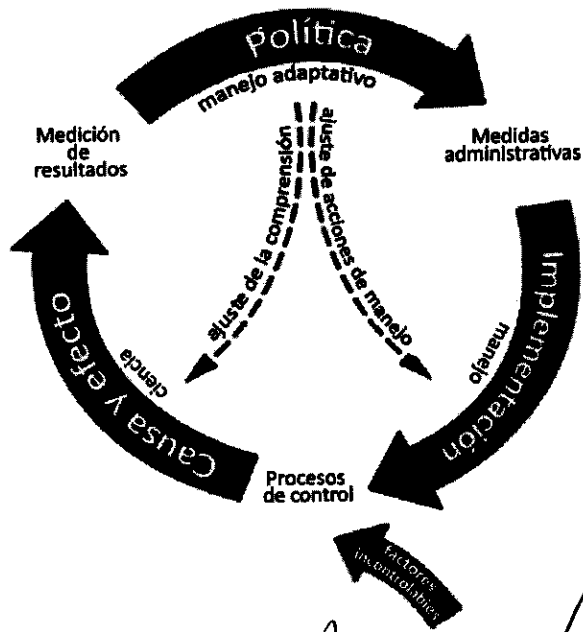 Política
manejo adaptativo
Medición
de
resultados
Medidas
administrativas
ajuste de la comprensión
ajuste de acciones de manejo
Implementación
manejo
Causa y efecto
ciencia
Procesos
de control
factores
incontrolables